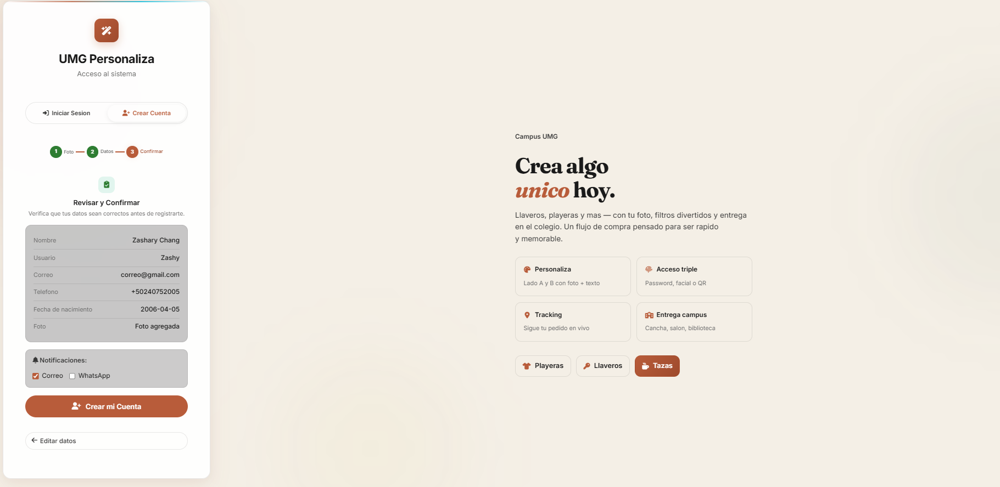 UMG Personaliza
Acceso al sistema
Iniciar Sesion
Crear Cuenta
1 Foto
2 Datos
3 Confirmar
Revisar y Confirmar
Verifica que tus datos sean correctos antes de registrarte.
Nombre Zashary Chang
Usuario Zashy
Correo correo@gmail.com
Telefono +50240752005
Fecha de nacimiento 2006-04-05
Foto Foto agregada
Notificaciones:
Correo WhatsApp
Crear mi Cuenta
Editar datos
Campus UMG
Crea algo
unico hoy.
Llaveros, playeras y mas — con tu foto, filtros divertidos y entrega
en el colegio. Un flujo de compra pensado para ser rapido
y memorable.
Personaliza
Lado A y B con foto + texto
Acceso triple
Password, facial o QR
Tracking
Sigue tu pedido en vivo
Entrega campus
Cancha, salon, biblioteca
Playeras
Llaveros
Tazas